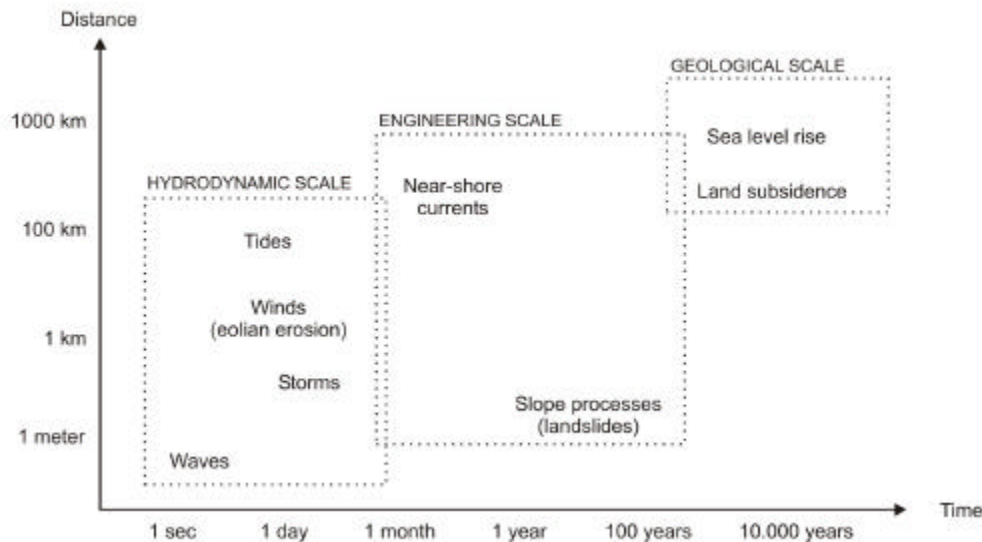 Distance
GEOLOGICAL SCALE
1000 km
ENGINEERING SCALE
Sea level rise
HYDRODYNAMIC SCALE
Near-shore
currents
Land subsidence
100 km
Tides
Winds
(eolian erosion)
1 km
Storms
Slope processes
(landslides)
1 meter
Waves
Time
1 sec
1 day
1 month
1 year
100 years
10.000 years